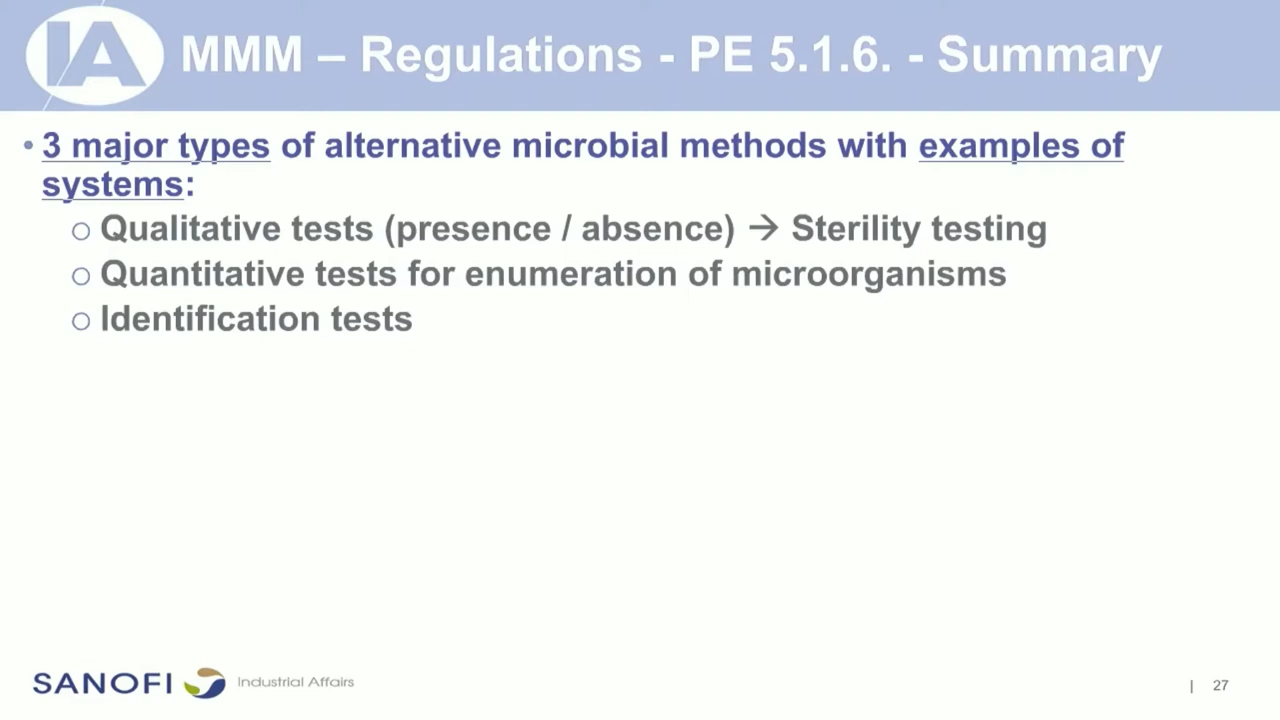 IA
MMM – Regulations - PE 5.1.6. - Summary
• 3 major types of alternative microbial methods with examples of
systems:
○ Qualitative tests (presence / absence) → Sterility testing
○ Quantitative tests for enumeration of microorganisms
○ Identification tests
SANOFI Industrial Affairs
| 27